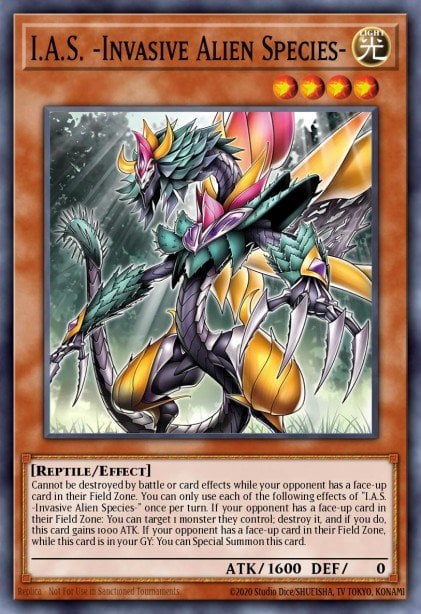 I.A.S. -Invasive Alien Species-
LIGHT
光
[Reptile/Effect]
Cannot be destroyed by battle or card effects while your opponent has a face-up
card in their Field Zone. You can only use each of the following effects of "I.A.S.
-Invasive Alien Species-" once per turn. If your opponent has a face-up card in
their Field Zone: You can target 1 monster they control; destroy it, and if you do,
this card gains 1000 ATK. If your opponent has a face-up card in their Field Zone,
while this card is in your GY: You can Special Summon this card.
ATK/1600 DEF/ 0
Replica - Not For Use in Sanctioned Tournaments
©2020 Studio Dice/SHUEISHA, TV TOKYO, KONAMI